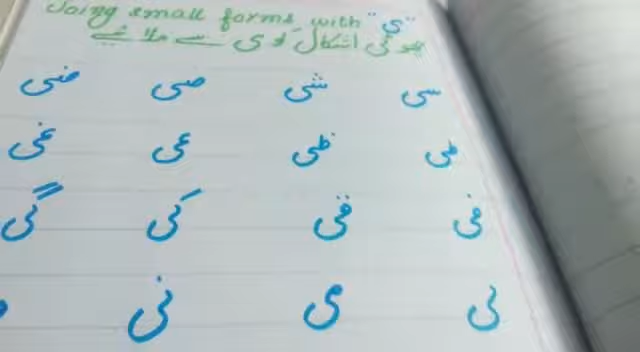 Joing small forms with "ی"
چھوٹی اشکال کو ی سے ملائیے
سی شی صی ضی
طی ظی عی غی
فی قی کی گی
لی می نی